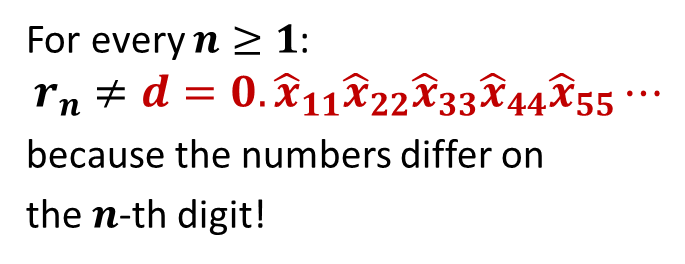 For every n ≥ 1:
rₙ ≠ d = 0.x̂₁₁x̂₂₂x̂₃₃x̂₄₄x̂₅₅ ⋯
because the numbers differ on
the n-th digit!